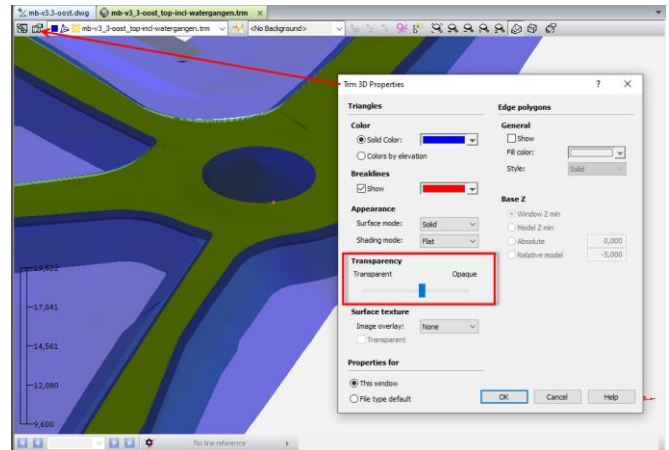 mb-v3.3-oost.dwg
mb-v3_3-oost_top-incl-watergangen.trm ×
mb-v3_3-oost_top-incl-watergangen.trm
<No Background>
Trm 3D Properties ? ×
Triangles
Color
Solid Color:
Colors by elevation
Breaklines
Show
Appearance
Surface mode: Solid
Shading mode: Flat
Transparency
Transparent Opaque
Surface texture
Image overlay: None
Transparent
Properties for
This window
File type default
Edge polygons
General
Show
Fill color:
Style: Solid
Base Z
Window Z min
Model Z min
Absolute 0,000
Relative model -5,000
OK Cancel Help
19,522
17,041
14,561
12,080
9,600
No line reference